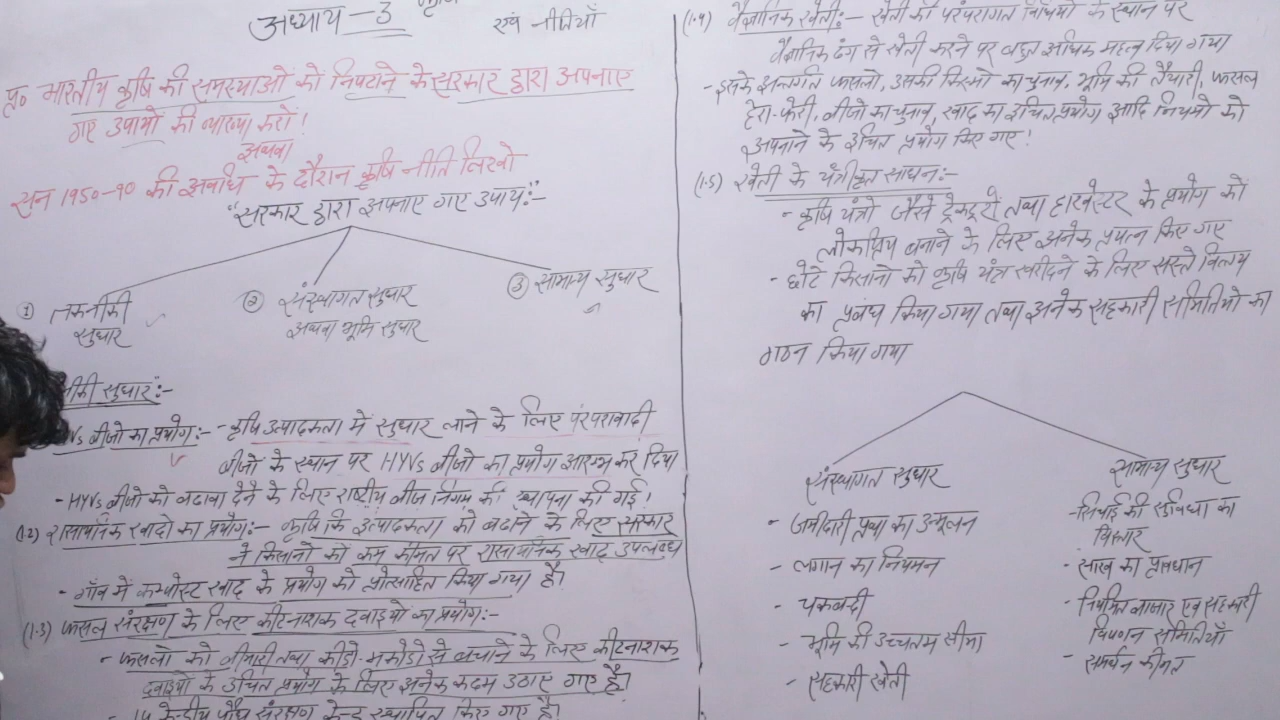 अध्याय-3
एवं नीतियाँ
प्र० भारतीय कृषि की समस्याओं को निपटाने के सरकार द्वारा अपनाए
गए उपायों की व्याख्या करों!
अथवा
सन 1950-90 की अवधि के दौरान कृषि नीति लिखो
"सरकार द्वारा अपनाए गए उपाय:-
① तकनीकी
सुधार
② संस्थागत सुधार
अथवा भूमि सुधार
③ सामान्य सुधार
सुधार":-
बीजो का प्रयोग:- - कृषि उत्पादकता में सुधार लाने के लिए परंपरावादी
बीजों के स्थान पर HYVs बीजो का प्रयोग आरम्भ कर दिया
- HYVs बीजो को बढावा देने के लिए राष्टीय बीज निगम की स्थापना की गई!
(1.2) रासायनिक खादो का प्रयोग:- कृषि कि उत्पादकता को बढाने के लिए सरकार
ने किसानो को कम कीमत पर रासायनिक खाद उपलब्ध
- गाँव में कम्पोस्ट खाद के प्रयोग को प्रोत्साहित किया गया है।
(1.3) फसल संरक्षण के लिए कीटनाशक दवाइयो का प्रयोग:-
- फसलो को बीमारी तथा कीडो-मकोडो से बचाने के लिए कीटनाशक
दवाइयो के उचित प्रयोग के लिए अनेक कदम उठाए गए है।
- 14 केन्द्रीय पौध संरक्षण केन्द्र स्थापित किए गए है।
(1.4) वैज्ञानिक खेती:- खेती की परंपरागत विधियो के स्थान पर
वैज्ञानिक ढंग से खेती करने पर बहुत अधिक महत्व दिया गया
- इसके अन्तर्गत फसलो, उसकी किस्मो का चुनाव, भूमि की तैयारी, फसल
हेरा-फेरी, बीजो का चुनाव, खाद का उचित प्रयोग आदि नियमो को
अपनाने के उचित प्रयोग किए गए!
(1.5) खेती के यंत्रीकृत साधन:-
- कृषि यंत्रो जैसे ट्रेक्टरो तथा हारवेस्टर के प्रयोग को
लोकप्रिय बनाने के लिए अनेक प्रयत्न किए गए
- छोटे किसानो को कृषि यंत्र खरीदने के लिए सस्ते वित्तय
का प्रबंध किया गया तथा अनेक सहकारी समितियो का
गठन किया गया
संस्थागत सुधार
- जमीदारी प्रथा का उन्मूलन
- लगान का नियमन
- चकबंदी
- भूमि की उच्चतम सीमा
- सहकारी खेती
सामान्य सुधार
- सिचाई की सुविधा का
विस्तार
- साख का प्रावधान
- नियमित बाजार एवं सहकारी
विपणन समितियाँ
- समर्थन कीमत